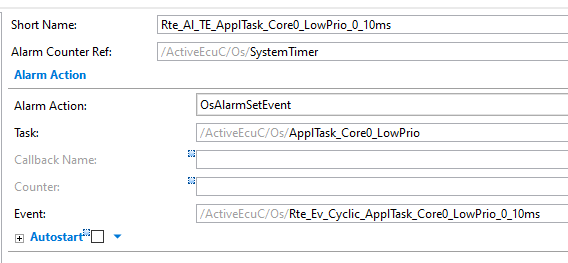 Short Name: Rte_Al_TE_ApplTask_Core0_LowPrio_0_10ms
Alarm Counter Ref: /ActiveEcuC/Os/SystemTimer
Alarm Action
Alarm Action: OsAlarmSetEvent
Task: /ActiveEcuC/Os/ApplTask_Core0_LowPrio
Callback Name:
Counter:
Event: /ActiveEcuC/Os/Rte_Ev_Cyclic_ApplTask_Core0_LowPrio_0_10ms
Autostart